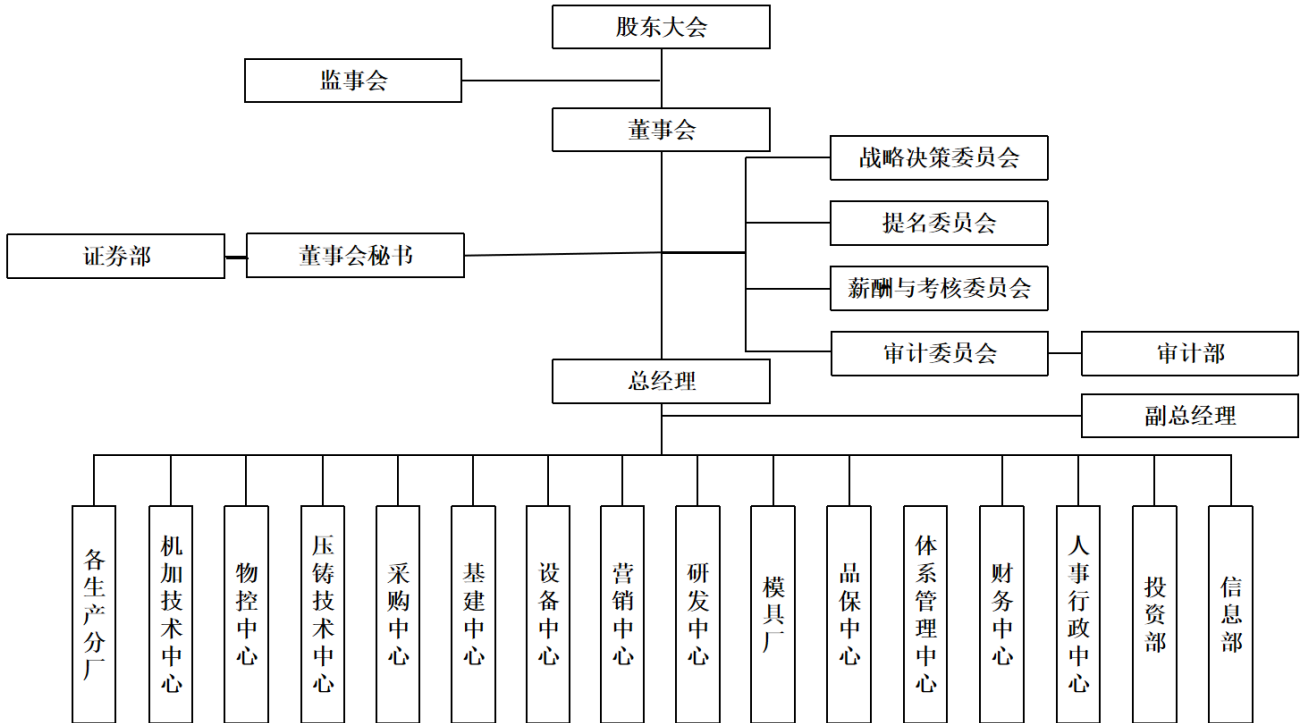 股东大会
监事会
董事会
战略决策委员会
提名委员会
证券部
董事会秘书
薪酬与考核委员会
审计委员会
审计部
总经理
副总经理
各生产分厂
机加技术中心
物控中心
压铸技术中心
采购中心
基建中心
设备中心
营销中心
研发中心
模具厂
品保中心
体系管理中心
财务中心
人事行政中心
投资部
信息部